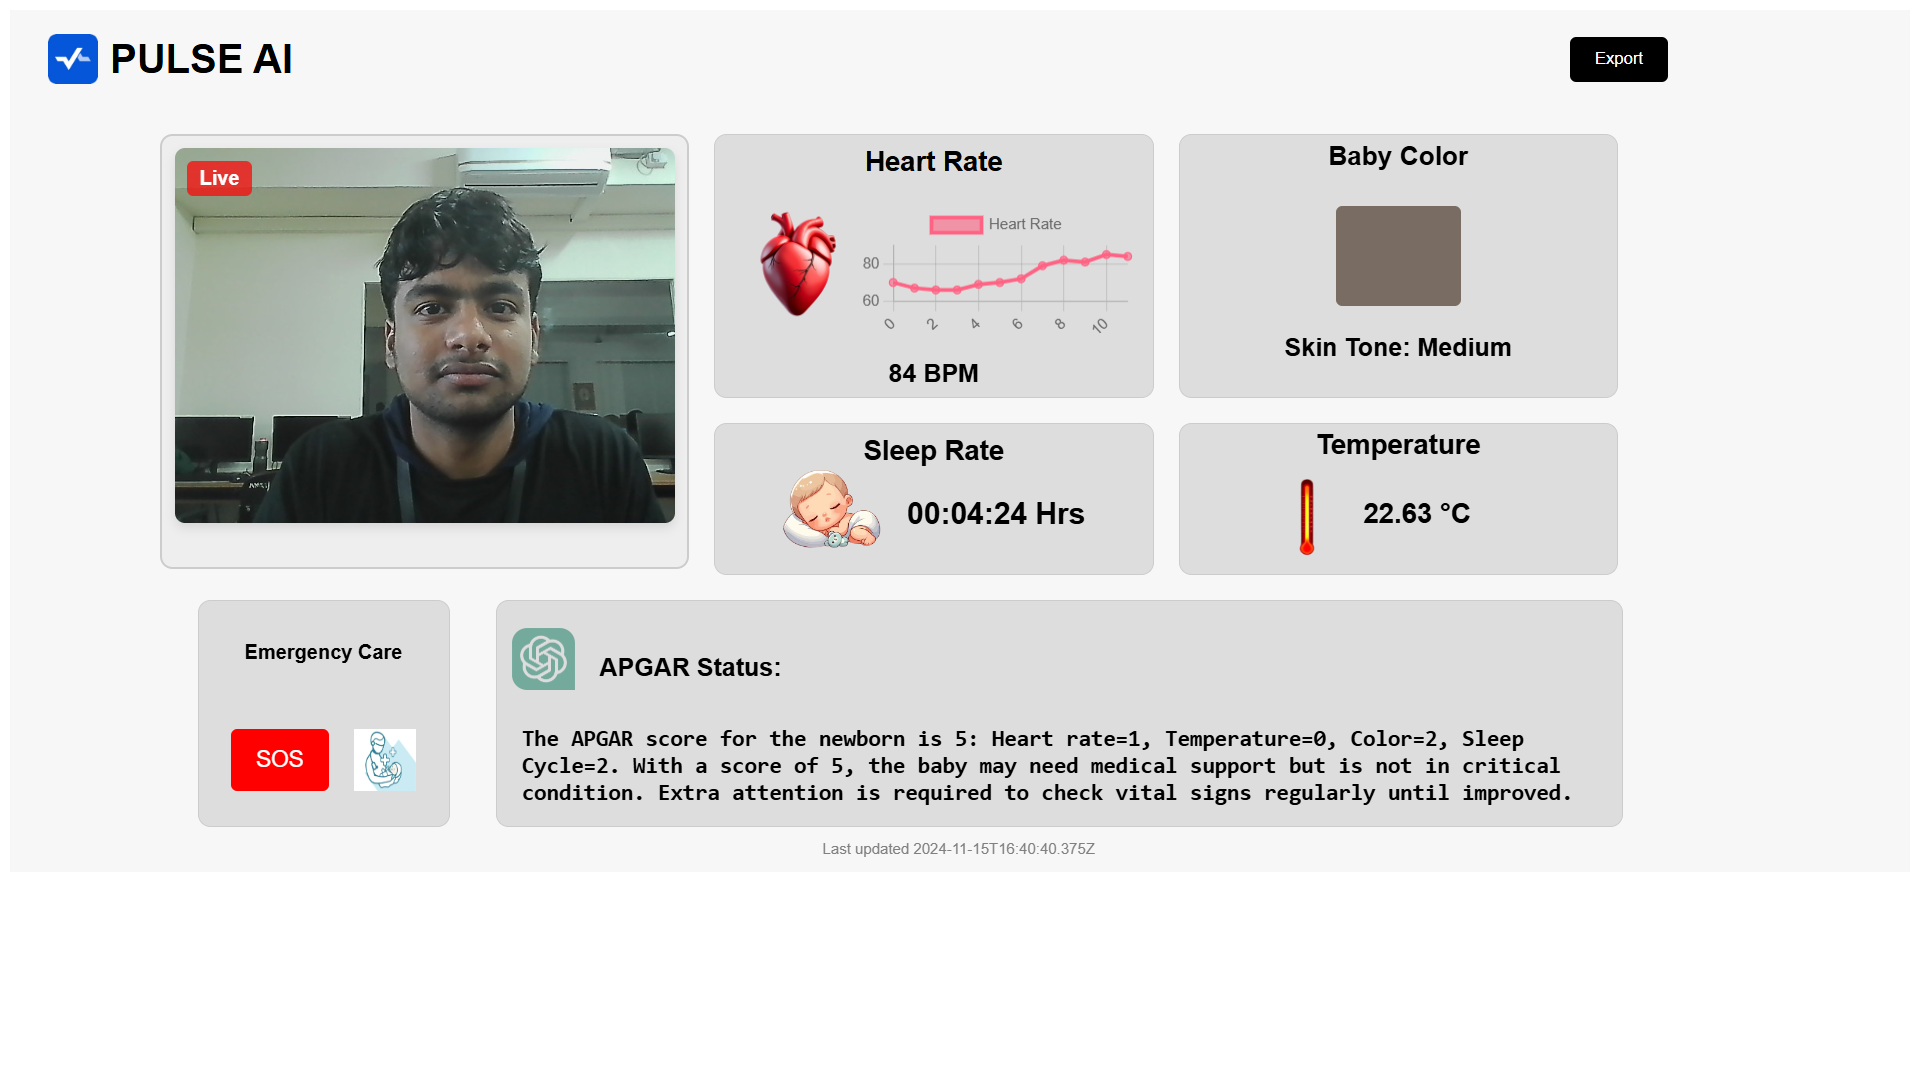 PULSE AI
Export
Live
Heart Rate
Heart Rate
80
60
0 2 4 6 8 10
84 BPM
Baby Color
Skin Tone: Medium
Sleep Rate
00:04:24 Hrs
Temperature
22.63 °C
Emergency Care
SOS
APGAR Status:
The APGAR score for the newborn is 5: Heart rate=1, Temperature=0, Color=2, Sleep
Cycle=2. With a score of 5, the baby may need medical support but is not in critical
condition. Extra attention is required to check vital signs regularly until improved.
Last updated 2024-11-15T16:40:40.375Z